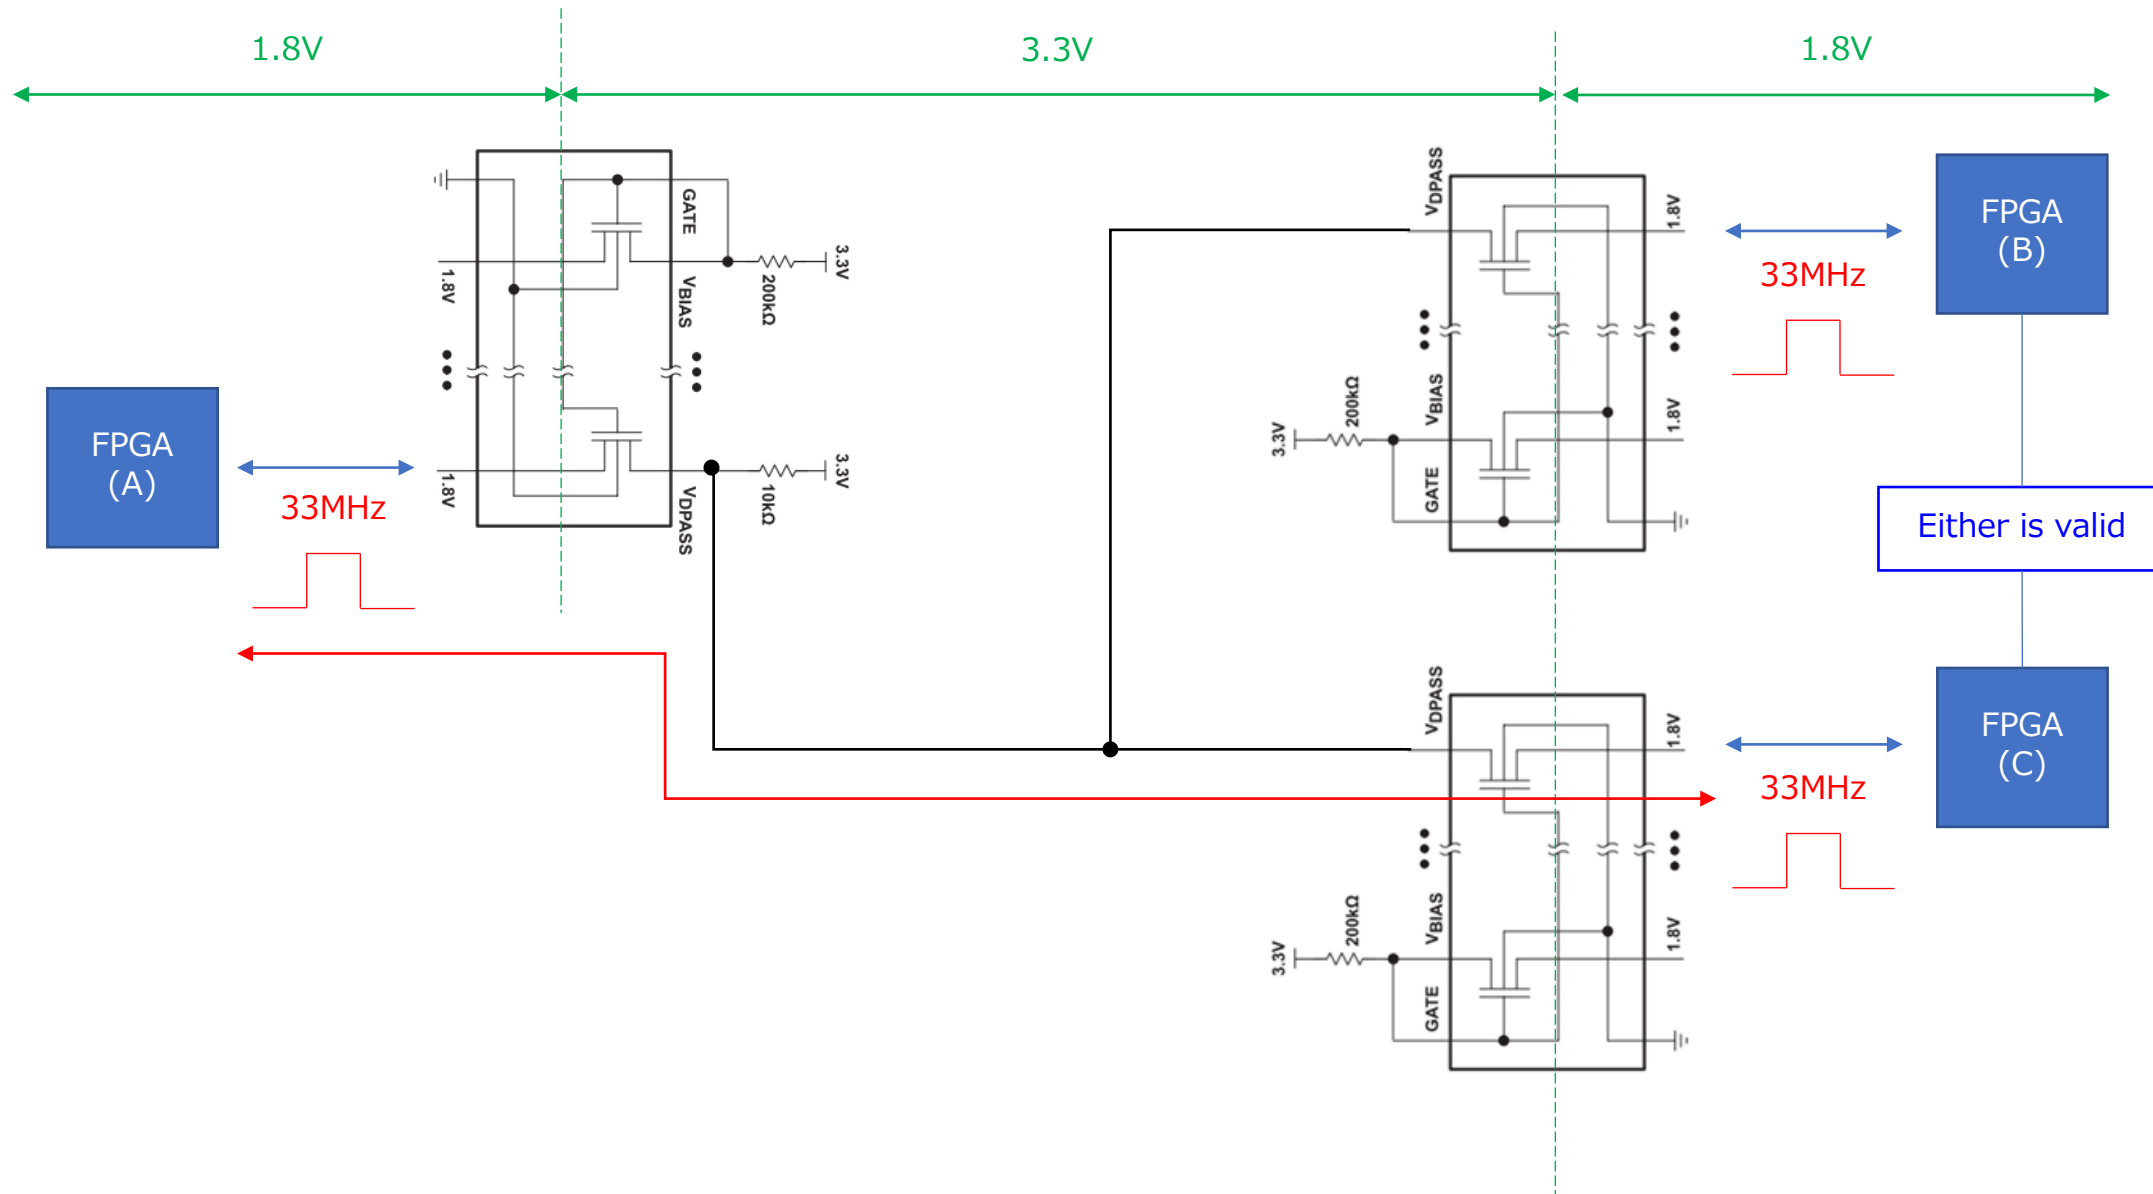 1.8V
3.3V
1.8V
GATE
VBIAS
1.8V
3.3V
200kΩ
FPGA
(A)
33MHz
1.8V
VDPASS
3.3V
10kΩ
VDPASS
1.8V
FPGA
(B)
33MHz
VBIAS
200kΩ
3.3V
GATE
1.8V
Either is valid
VDPASS
1.8V
FPGA
(C)
33MHz
VBIAS
200kΩ
3.3V
GATE
1.8V